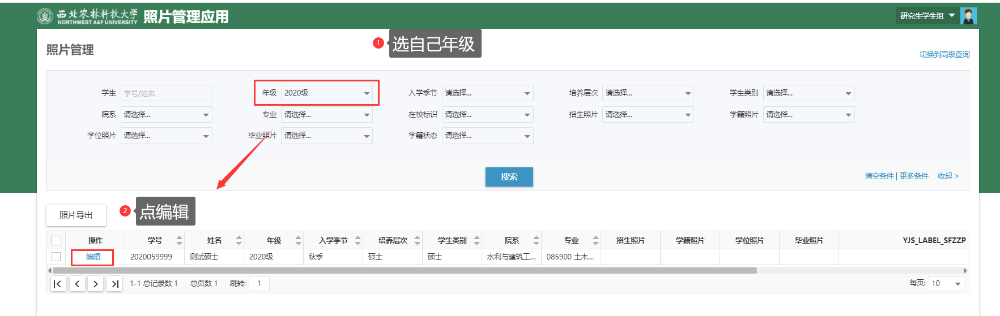 西北农林科技大学
NORTHWEST A&F UNIVERSITY
照片管理应用
研究生学生组
1 选自己年级
照片管理
切换到高级查询
学生 学号/姓名 年级 2020级 入学季节 请选择... 培养层次 请选择... 学生类别 请选择...
院系 请选择... 专业 请选择... 在校标识 请选择... 招生照片 请选择... 学籍照片 请选择...
学位照片 请选择... 毕业照片 请选择... 学籍状态 请选择...
搜索 清空条件 | 更多条件 收起 >
照片导出 2 点编辑
操作 学号 姓名 年级 入学季节 培养层次 学生类别 院系 专业 招生照片 学籍照片 学位照片 毕业照片 YJS_LABEL_SFZZP
编辑 2020059999 测试硕士 2020级 秋季 硕士 硕士 水利与建筑工... 085900 土木...
1-1 总记录数 1 总页数 1 跳转: 1 每页: 10